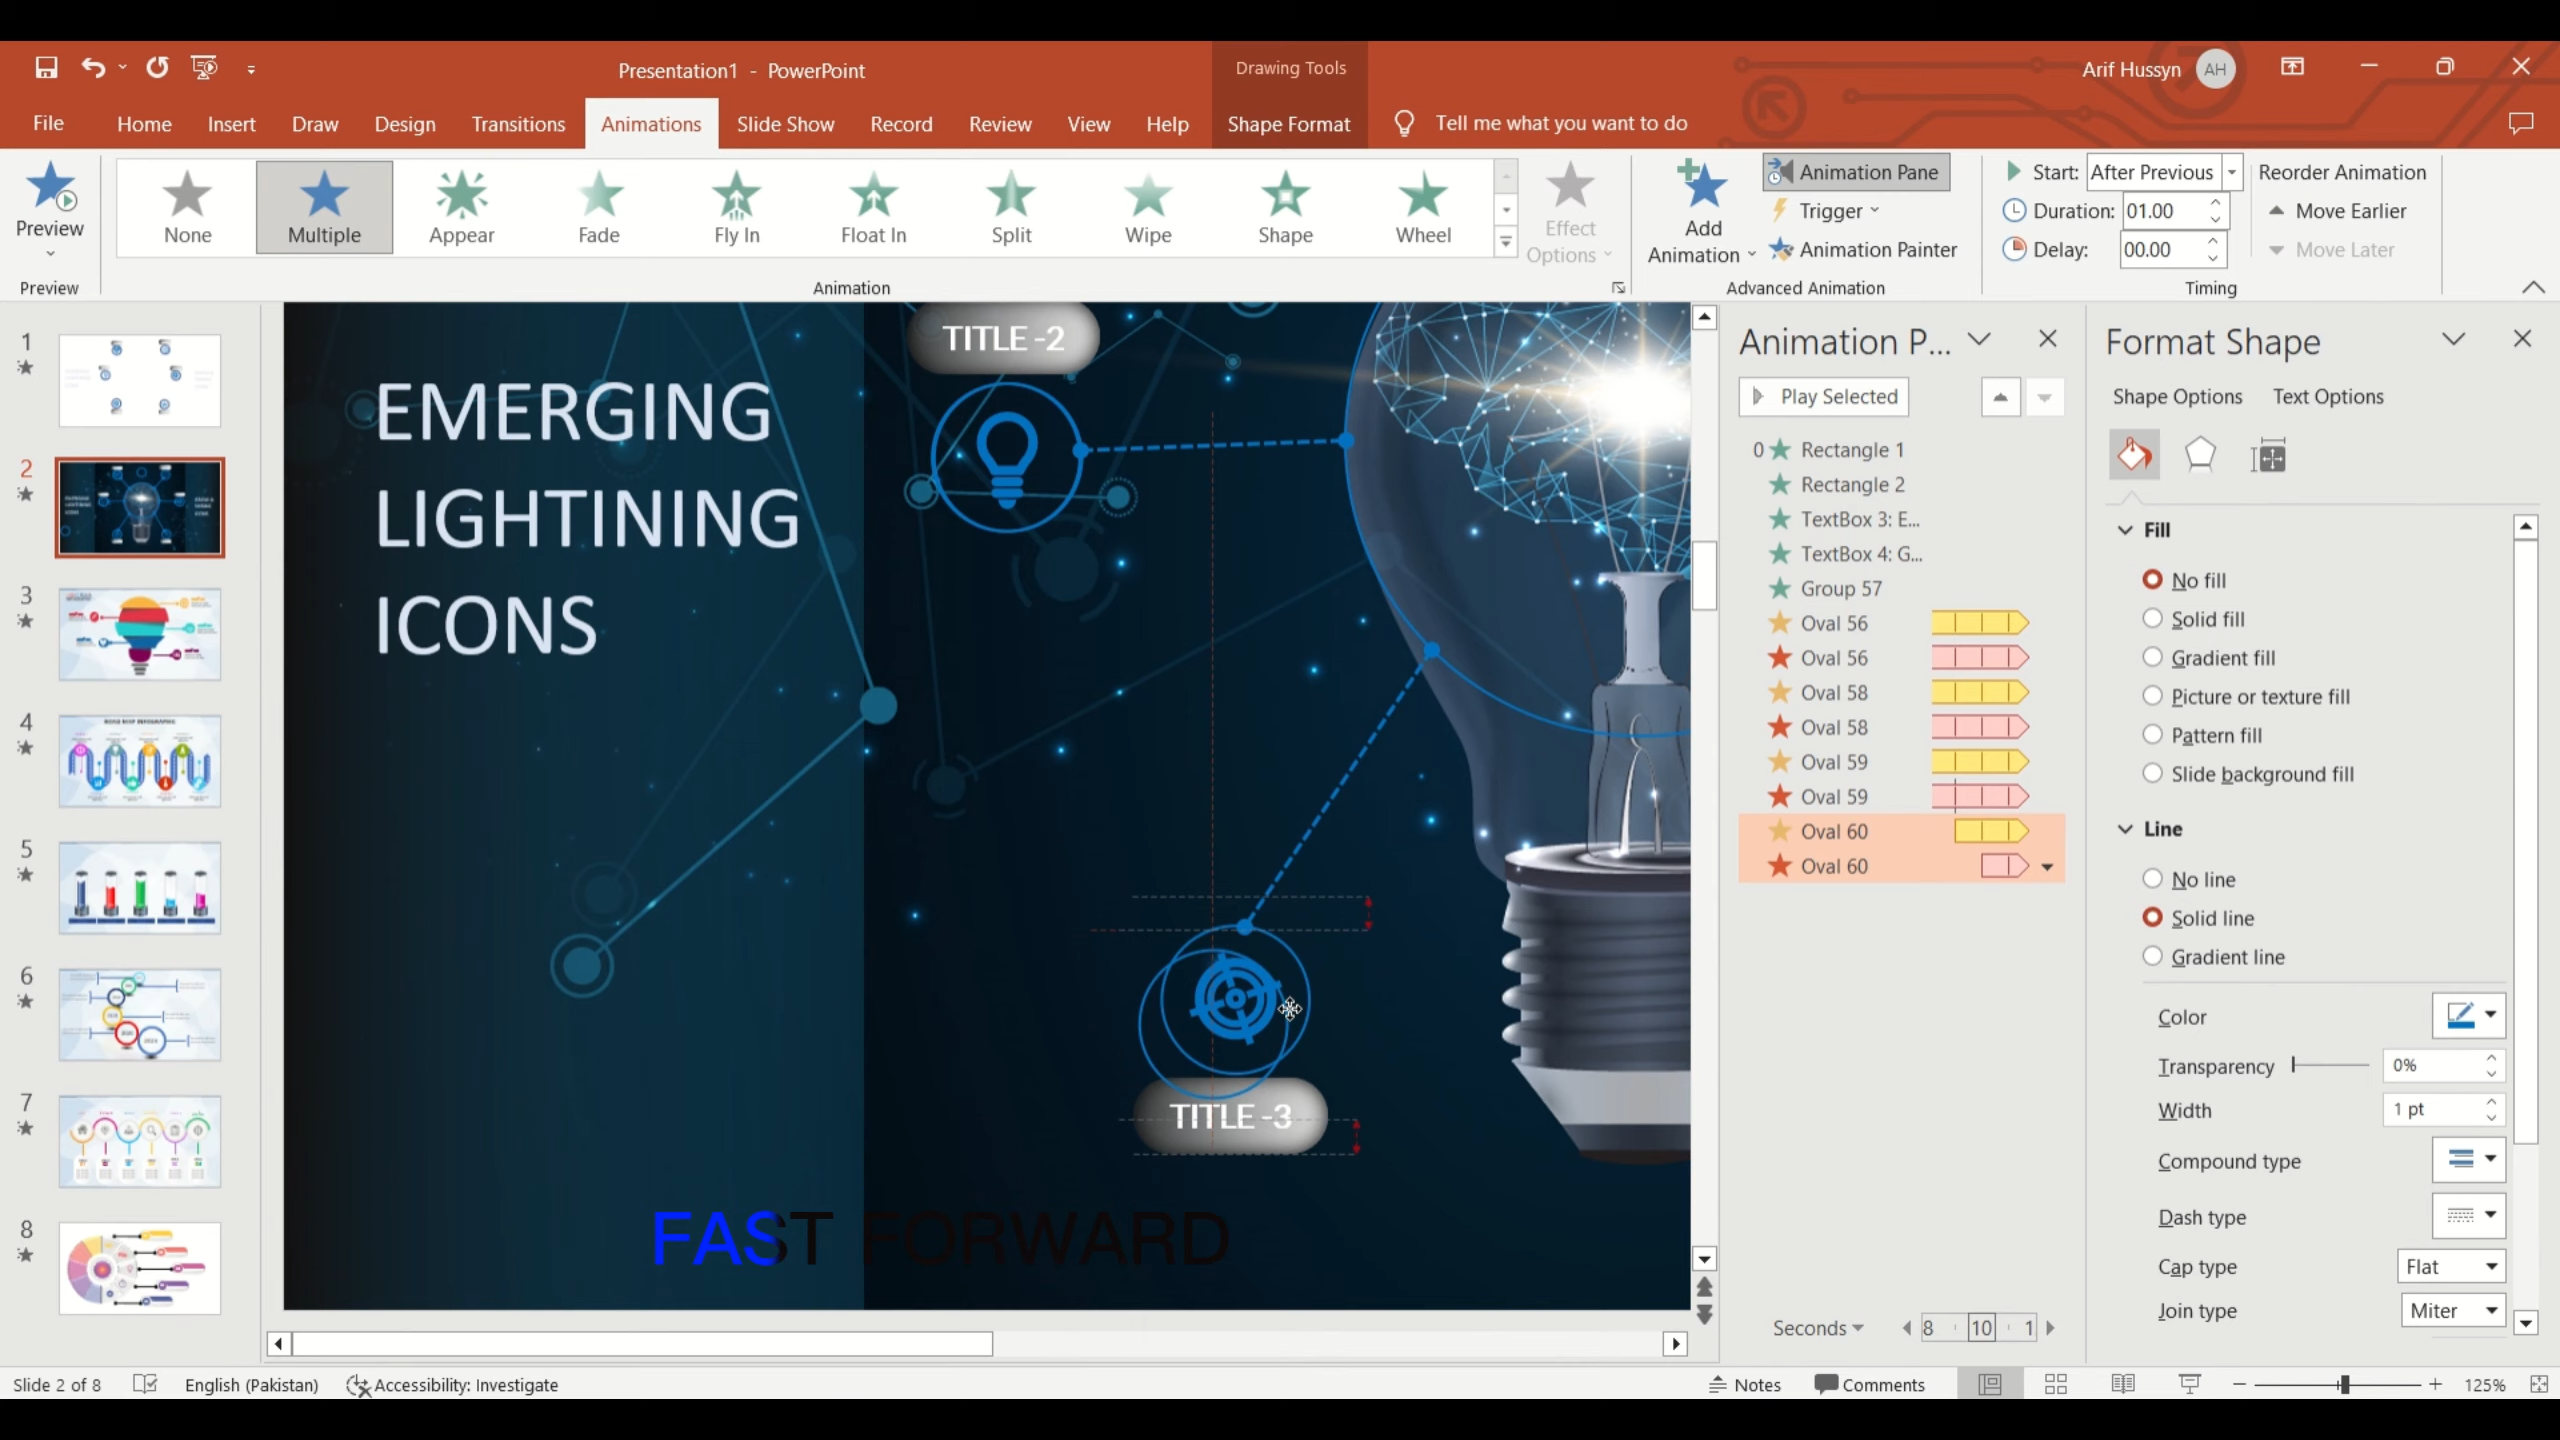 Presentation1 - PowerPoint
Drawing Tools
Arif Hussyn
AH
File
Home
Insert
Draw
Design
Transitions
Animations
Slide Show
Record
Review
View
Help
Shape Format
Tell me what you want to do
Preview
Preview
None
Multiple
Appear
Fade
Fly In
Float In
Split
Wipe
Shape
Wheel
Animation
Effect
Options
Add
Animation
Animation Pane
Trigger
Animation Painter
Advanced Animation
Start: After Previous
Duration: 01.00
Delay: 00.00
Timing
Reorder Animation
Move Earlier
Move Later
1
2
3
4
5
6
7
8
TITLE -2
EMERGING
LIGHTINING
ICONS
TITLE -3
FAST FORWARD
Animation P...
Play Selected
0 Rectangle 1
Rectangle 2
TextBox 3: E...
TextBox 4: G...
Group 57
Oval 56
Oval 56
Oval 58
Oval 58
Oval 59
Oval 59
Oval 60
Oval 60
Seconds
8 10 1
Format Shape
Shape Options
Text Options
Fill
No fill
Solid fill
Gradient fill
Picture or texture fill
Pattern fill
Slide background fill
Line
No line
Solid line
Gradient line
Color
Transparency 0%
Width 1 pt
Compound type
Dash type
Cap type Flat
Join type Miter
Slide 2 of 8
English (Pakistan)
Accessibility: Investigate
Notes
Comments
125%